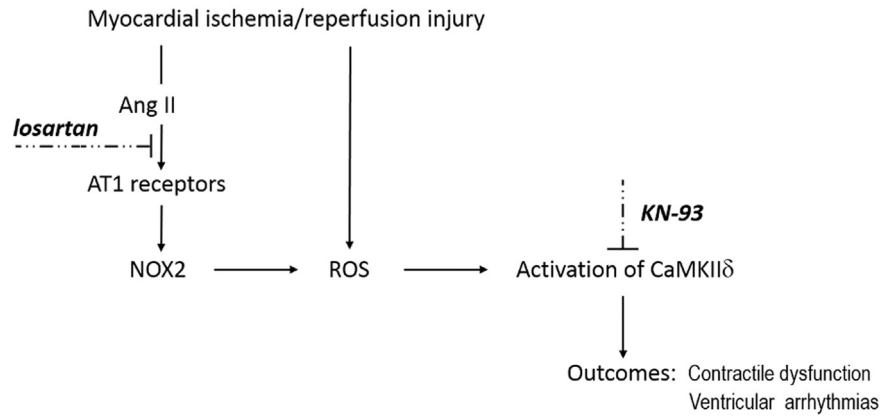 Myocardial ischemia/reperfusion injury
Ang II
losartan
AT1 receptors
KN-93
NOX2
ROS
Activation of CaMKIIδ
Outcomes: Contractile dysfunction
Ventricular arrhythmias